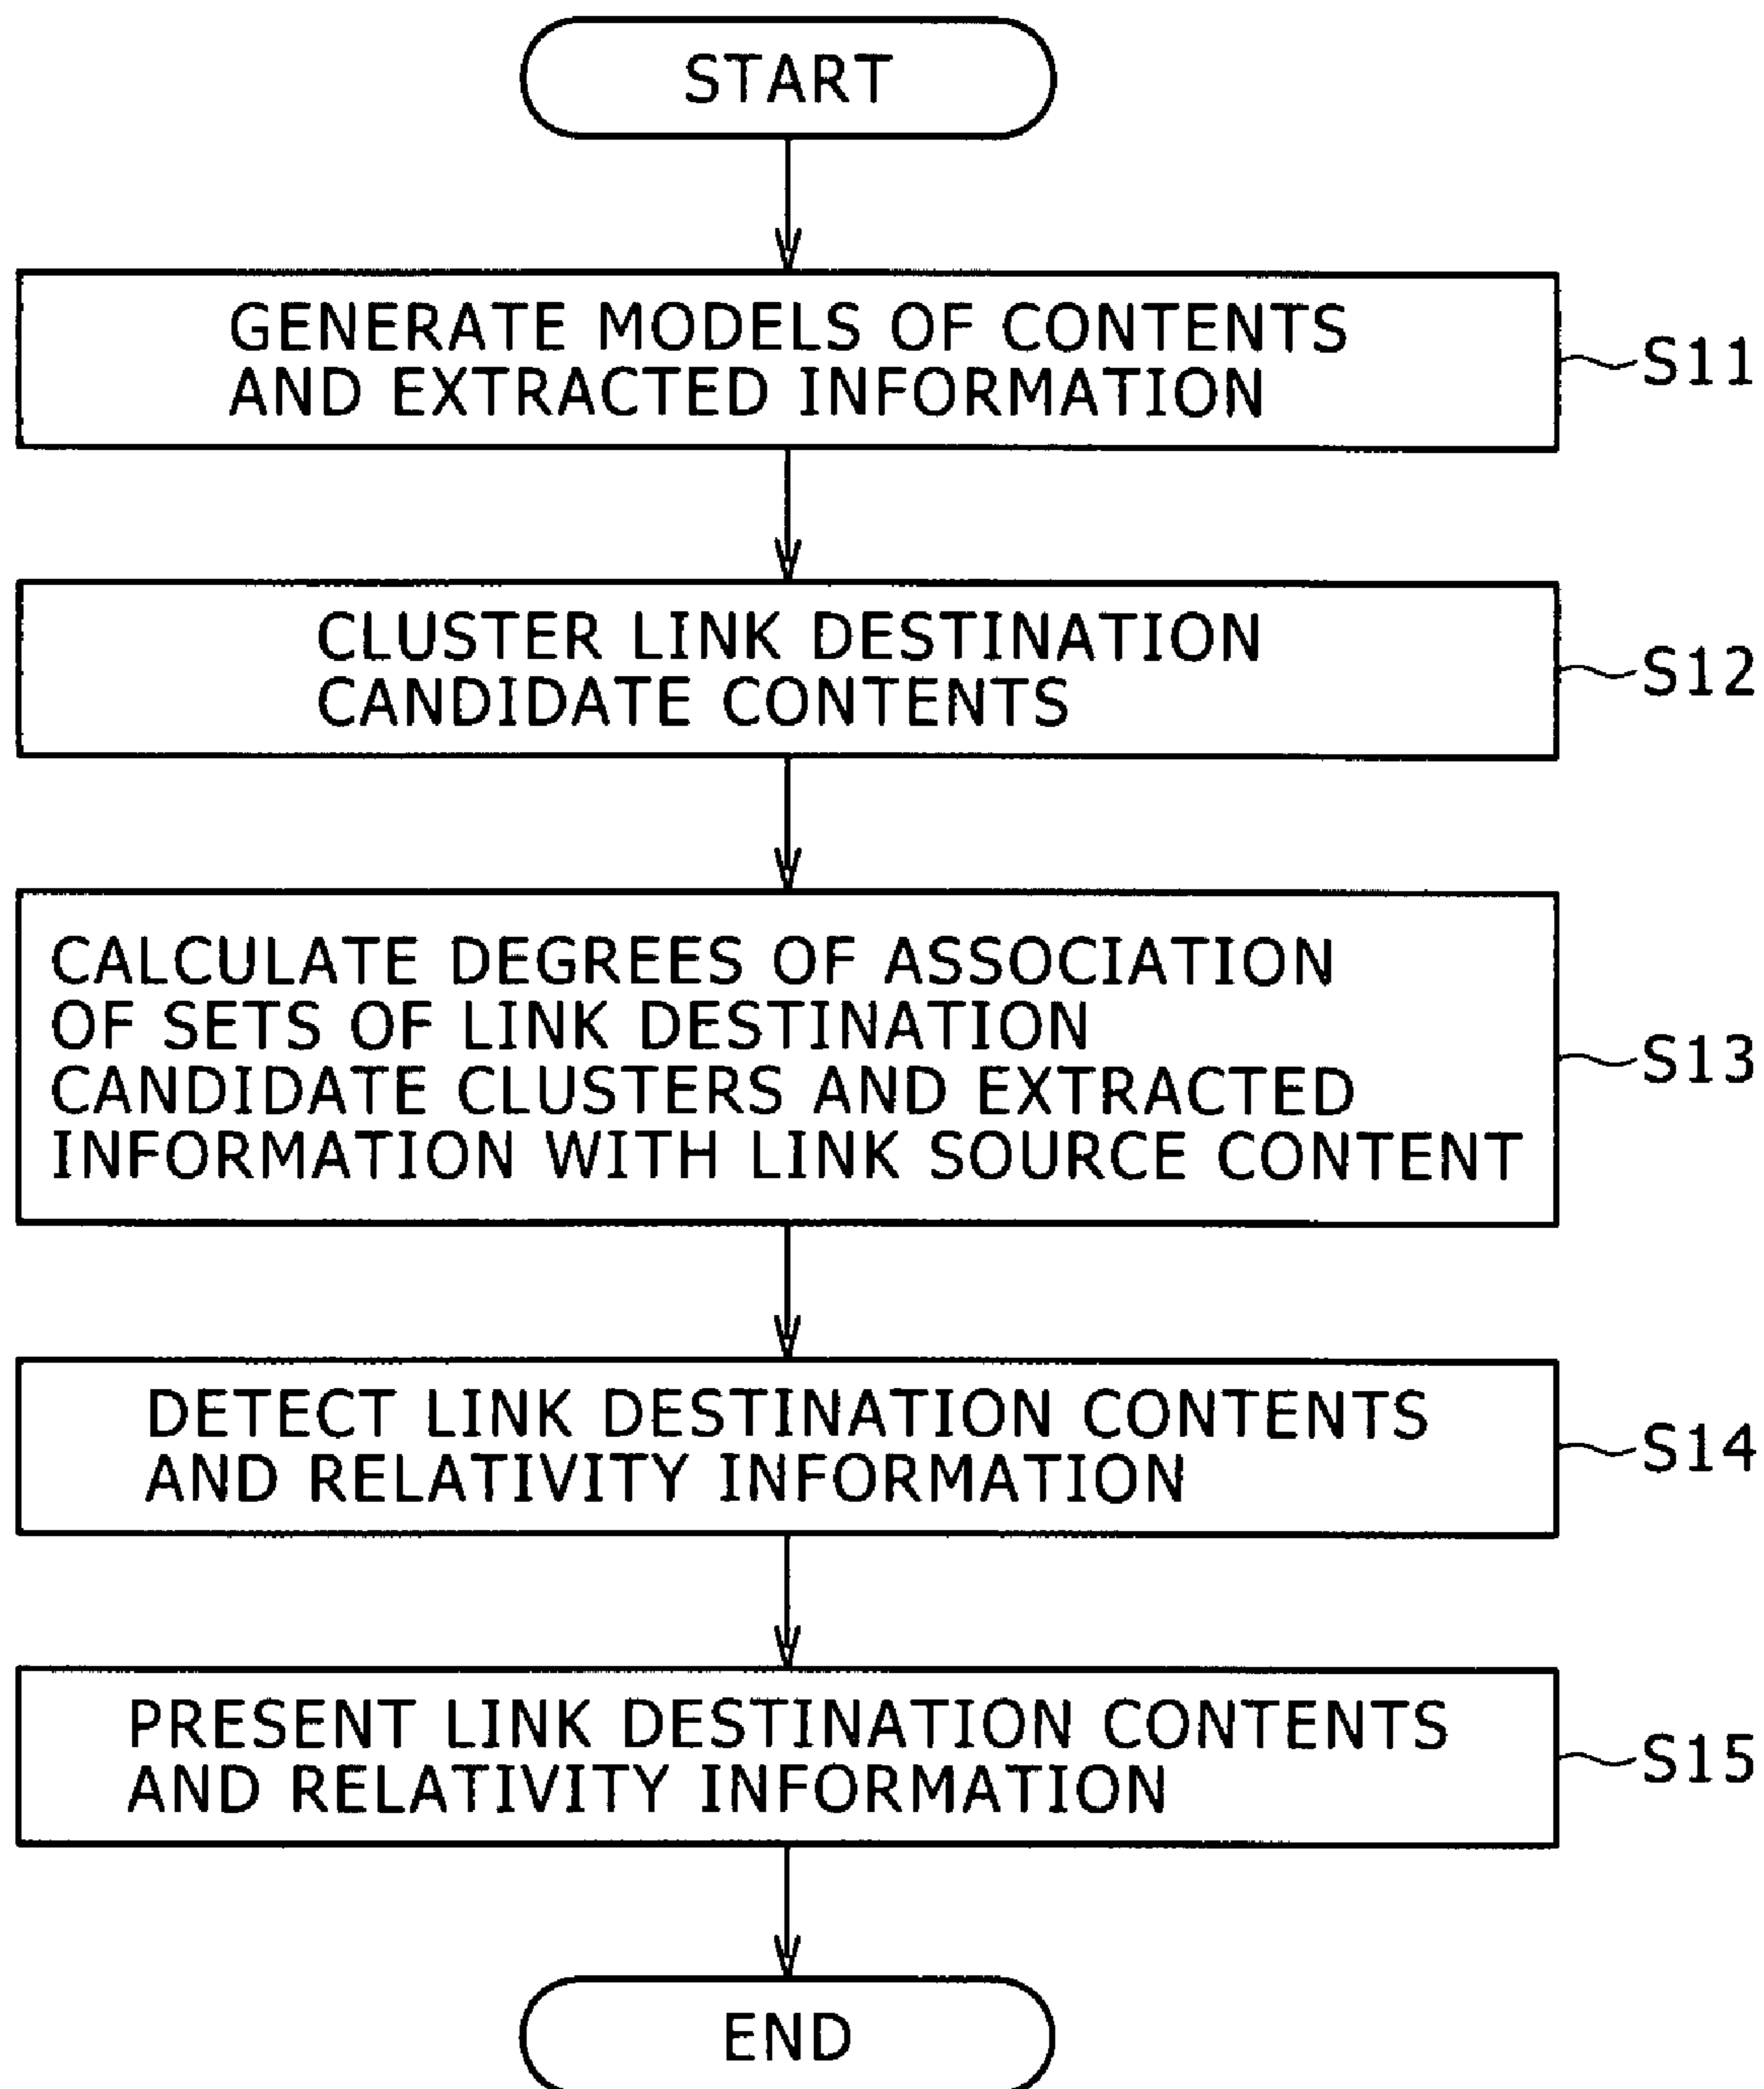 START
GENERATE MODELS OF CONTENTS
AND EXTRACTED INFORMATION
S11
CLUSTER LINK DESTINATION
CANDIDATE CONTENTS
S12
CALCULATE DEGREES OF ASSOCIATION
OF SETS OF LINK DESTINATION
CANDIDATE CLUSTERS AND EXTRACTED
INFORMATION WITH LINK SOURCE CONTENT
S13
DETECT LINK DESTINATION CONTENTS
AND RELATIVITY INFORMATION
S14
PRESENT LINK DESTINATION CONTENTS
AND RELATIVITY INFORMATION
S15
END